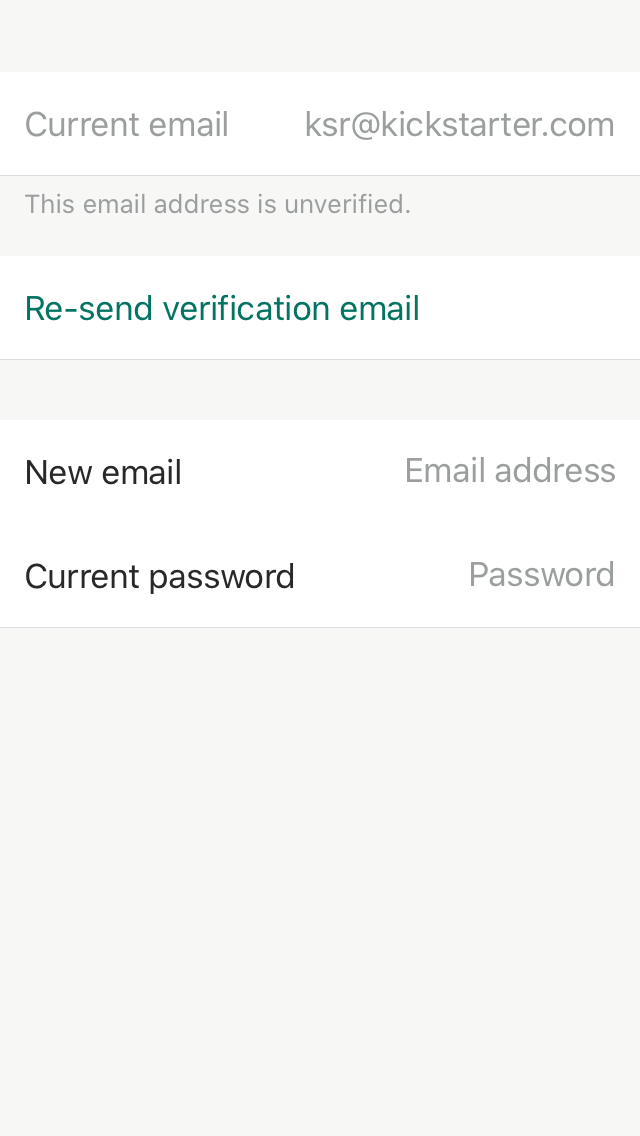 Current email ksr@kickstarter.com
This email address is unverified.
Re-send verification email
New email Email address
Current password Password